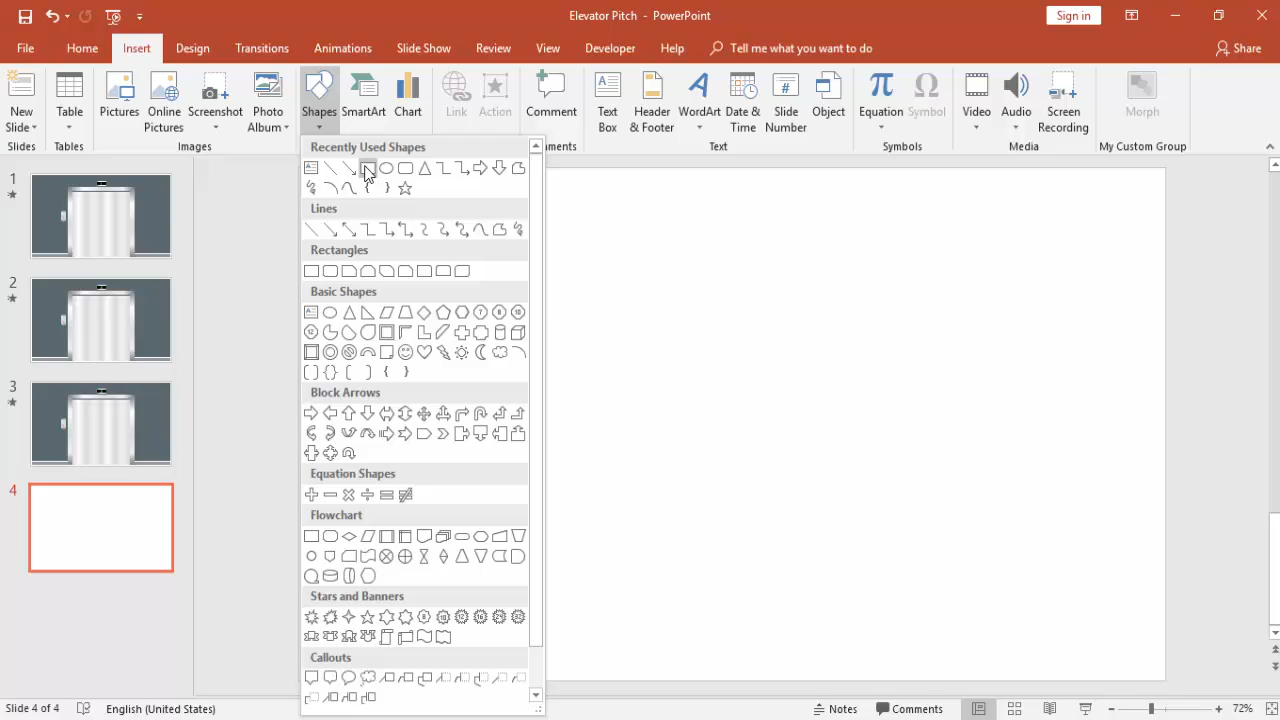 Elevator Pitch - PowerPoint
Sign in
File Home Insert Design Transitions Animations Slide Show Review View Developer Help Tell me what you want to do Share
New Slide
Table
Pictures
Online Pictures
Screenshot
Photo Album
Shapes
SmartArt
Chart
Link
Action
Comment
Text Box
Header & Footer
WordArt
Date & Time
Slide Number
Object
Equation
Symbol
Video
Audio
Screen Recording
Morph
Slides
Tables
Images
mments
Text
Symbols
Media
My Custom Group
1
2
3
4
Recently Used Shapes
Lines
Rectangles
Basic Shapes
Block Arrows
Equation Shapes
Flowchart
Stars and Banners
Callouts
Slide 4 of 4
English (United States)
Notes
Comments
72%